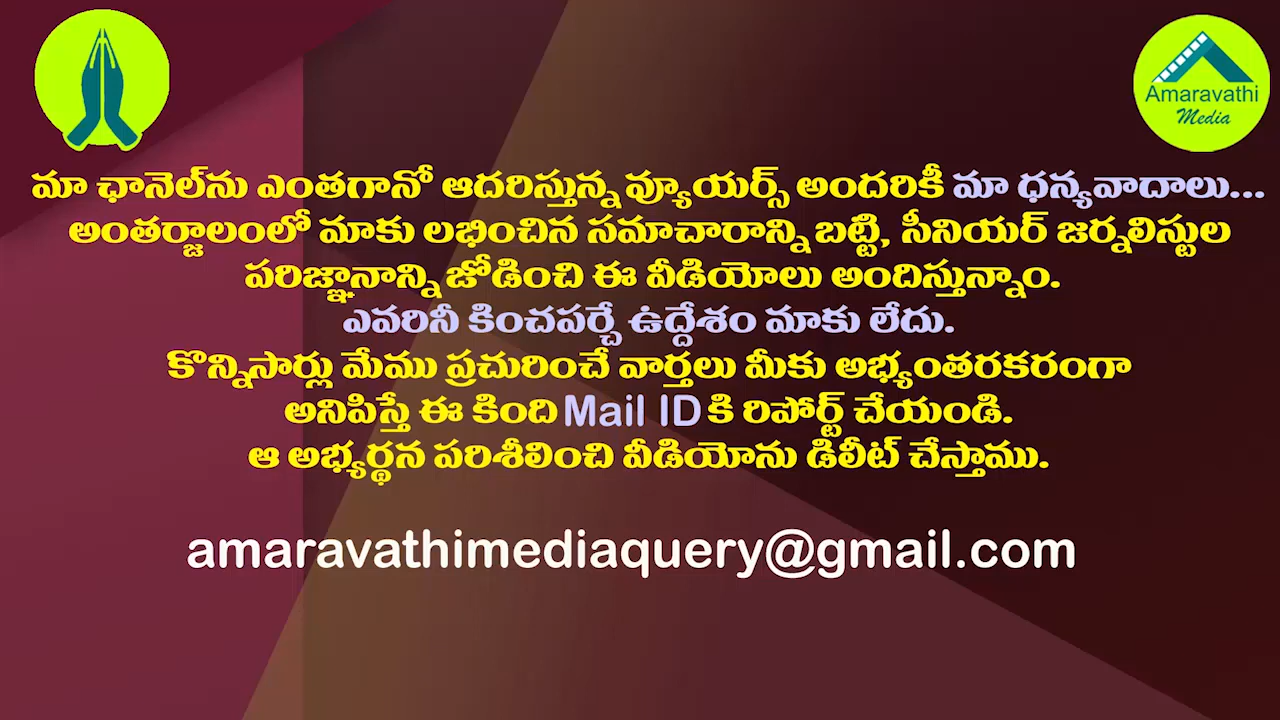 Amaravathi
Media
మా ఛానెల్‌ను ఎంతగానో ఆదరిస్తున్న వ్యూయర్స్ అందరికీ మా ధన్యవాదాలు...
అంతర్జాలంలో మాకు లభించిన సమాచారాన్ని బట్టి, సీనియర్ జర్నలిస్టుల
పరిజ్ఞానాన్ని జోడించి ఈ వీడియోలు అందిస్తున్నాం.
ఎవరినీ కించపర్చే ఉద్దేశం మాకు లేదు.
కొన్నిసార్లు మేము ప్రచురించే వార్తలు మీకు అభ్యంతరకరంగా
అనిపిస్తే ఈ కింది Mail ID కి రిపోర్ట్ చేయండి.
ఆ అభ్యర్థన పరిశీలించి వీడియోను డిలీట్ చేస్తాము.
amaravathimediaquery@gmail.com